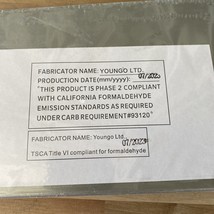 FABRICATOR NAME: YOUNGO LTD.
PRODUCTION DATE(mm/yyyy): 07/2023
"THIS PRODUCT IS PHASE 2 COMPLIANT
WITH CALIFORNIA FORMALDEHYDE
EMISSION STANDARDS AS REQUIRED
UNDER CARB REQUIREMENT#93120"
07/2023
FABRICATOR NAME: Youngo Ltd.
TSCA Title VI compliant for formaldehyde